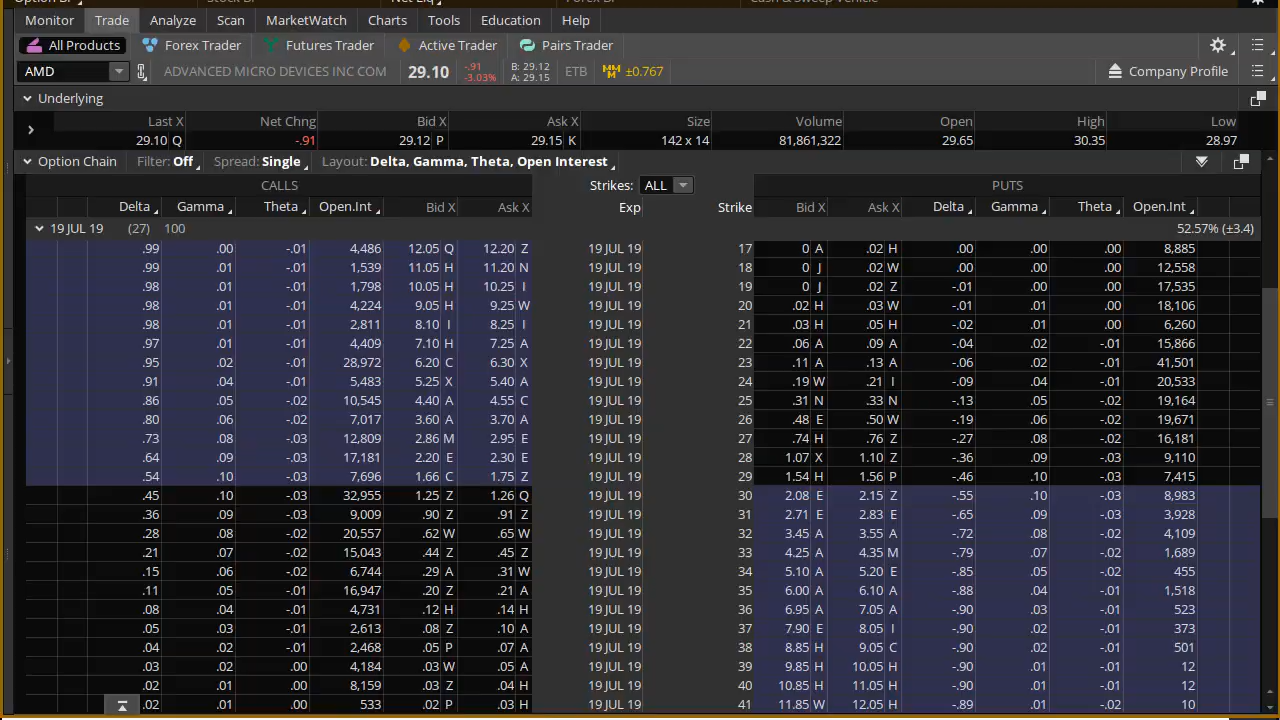 Monitor Trade Analyze Scan MarketWatch Charts Tools Education Help
All Products Forex Trader Futures Trader Active Trader Pairs Trader
AMD ADVANCED MICRO DEVICES INC COM 29.10 -.91 -3.03% B: 29.12 A: 29.15 ETB MMM ±0.767 Company Profile
Underlying
Last X Net Chng Bid X Ask X Size Volume Open High Low
29.10 Q -.91 29.12 P 29.15 K 142 x 14 81,861,322 29.65 30.35 28.97
Option Chain Filter: Off Spread: Single Layout: Delta, Gamma, Theta, Open Interest
CALLS Strikes: ALL PUTS
Delta Gamma Theta Open.Int Bid X Ask X Exp Strike Bid X Ask X Delta Gamma Theta Open.Int
19 JUL 19 (27) 100 52.57% (±3.4)
.99 .00 -.01 4,486 12.05 Q 12.20 Z 19 JUL 19 17 0 A .02 H .00 .00 .00 8,885
.99 .01 -.01 1,539 11.05 H 11.20 N 19 JUL 19 18 0 J .02 W .00 .00 .00 12,558
.98 .01 -.01 1,798 10.05 H 10.25 I 19 JUL 19 19 0 J .02 Z -.01 .00 .00 17,535
.98 .01 -.01 4,224 9.05 H 9.25 W 19 JUL 19 20 .02 H .03 W -.01 .01 .00 18,106
.98 .01 -.01 2,811 8.10 I 8.25 I 19 JUL 19 21 .03 H .05 H -.02 .01 .00 6,260
.97 .01 -.01 4,409 7.10 H 7.25 A 19 JUL 19 22 .06 A .09 A -.04 .02 -.01 15,866
.95 .02 -.01 28,972 6.20 C 6.30 X 19 JUL 19 23 .11 A .13 A -.06 .02 -.01 41,501
.91 .04 -.01 5,483 5.25 X 5.40 A 19 JUL 19 24 .19 W .21 I -.09 .04 -.01 20,533
.86 .05 -.02 10,545 4.40 A 4.55 C 19 JUL 19 25 .31 N .33 N -.13 .05 -.02 19,164
.80 .06 -.02 7,017 3.60 A 3.70 A 19 JUL 19 26 .48 E .50 W -.19 .06 -.02 19,671
.73 .08 -.03 12,809 2.86 M 2.95 E 19 JUL 19 27 .74 H .76 Z -.27 .08 -.02 16,181
.64 .09 -.03 17,181 2.20 E 2.30 E 19 JUL 19 28 1.07 X 1.10 Z -.36 .09 -.03 9,110
.54 .10 -.03 7,696 1.66 C 1.75 Z 19 JUL 19 29 1.54 H 1.56 P -.46 .10 -.03 7,415
.45 .10 -.03 32,955 1.25 Z 1.26 Q 19 JUL 19 30 2.08 E 2.15 Z -.55 .10 -.03 8,983
.36 .09 -.03 9,009 .90 Z .91 Z 19 JUL 19 31 2.71 E 2.83 E -.65 .09 -.03 3,928
.28 .08 -.02 20,557 .62 W .65 W 19 JUL 19 32 3.45 A 3.55 A -.72 .08 -.02 4,109
.21 .07 -.02 15,043 .44 Z .45 Z 19 JUL 19 33 4.25 A 4.35 M -.79 .07 -.02 1,689
.15 .06 -.02 6,744 .29 A .31 W 19 JUL 19 34 5.10 A 5.20 E -.85 .05 -.02 455
.11 .05 -.01 16,947 .20 Z .21 A 19 JUL 19 35 6.00 A 6.10 A -.88 .04 -.01 1,518
.08 .04 -.01 4,731 .12 H .14 H 19 JUL 19 36 6.95 A 7.05 A -.90 .03 -.01 523
.05 .03 -.01 2,613 .08 Z .10 A 19 JUL 19 37 7.90 E 8.05 I -.90 .02 -.01 373
.04 .02 -.01 2,468 .05 P .07 A 19 JUL 19 38 8.85 H 9.05 C -.90 .02 -.01 501
.03 .02 .00 4,184 .03 W .05 A 19 JUL 19 39 9.85 H 10.05 H -.90 .01 -.01 12
.02 .01 .00 8,159 .03 Z .04 H 19 JUL 19 40 10.85 H 11.05 H -.90 .01 -.01 12
.02 .01 .00 533 .02 P .03 H 19 JUL 19 41 11.85 W 12.05 H -.89 .01 -.01 10